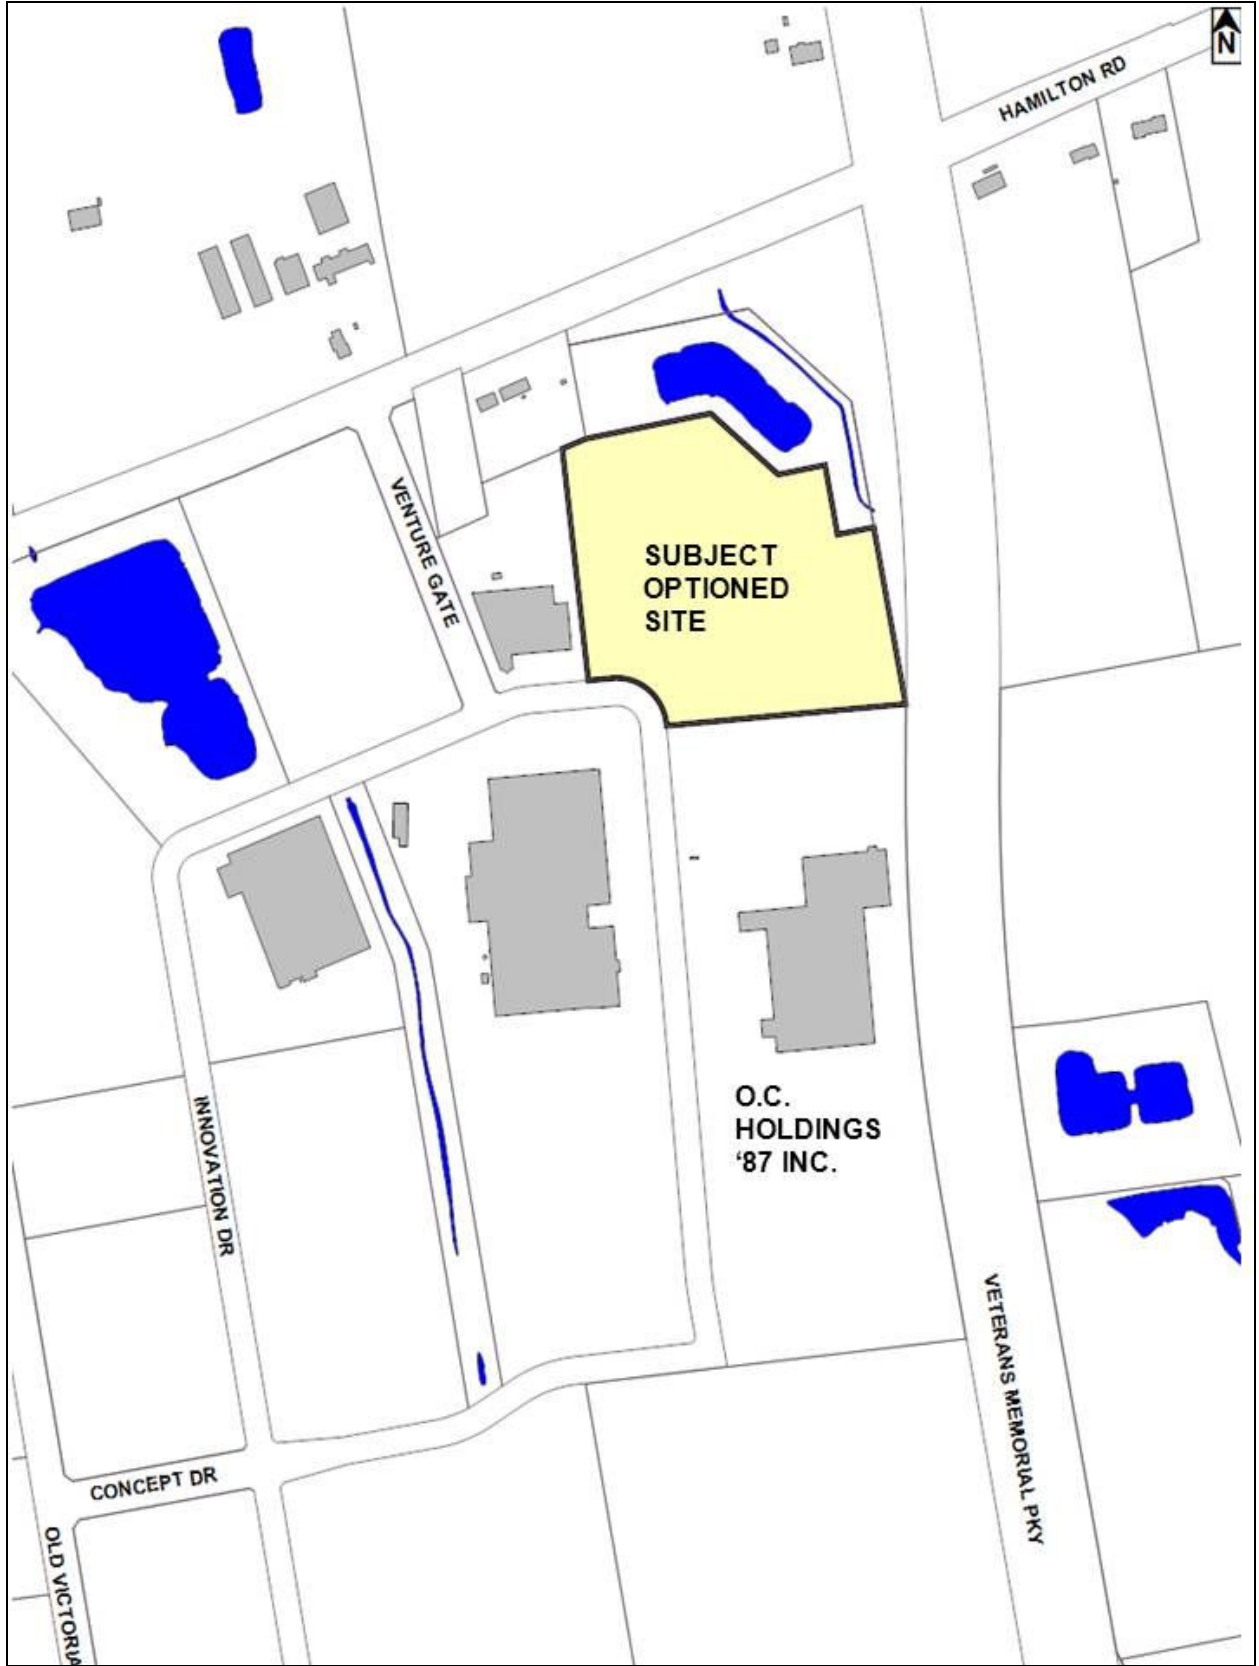 N
HAMILTON RD
VENTURE GATE
SUBJECT
OPTIONED
SITE
O.C.
HOLDINGS
‘87 INC.
INNOVATION DR
VETERANS MEMORIAL PKY
CONCEPT DR
OLD VICTORIA